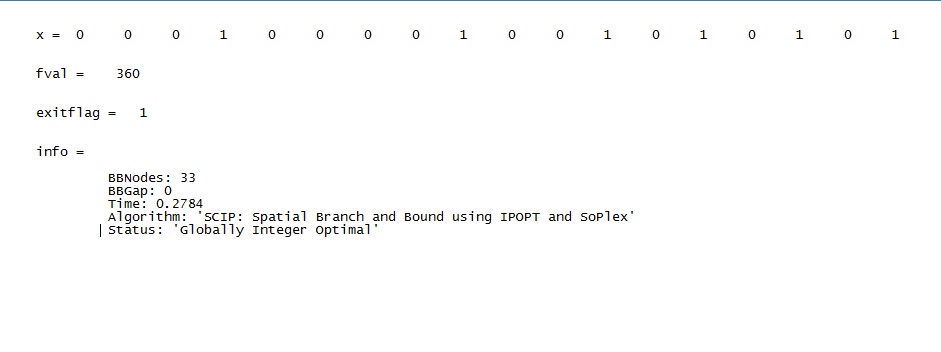 x = 0 0 0 1 0 0 0 0 1 0 0 1 0 1 0 1 0 1
fval = 360
exitflag = 1
info =
BBNodes: 33
BBGap: 0
Time: 0.2784
Algorithm: 'SCIP: Spatial Branch and Bound using IPOPT and SoPlex'
Status: 'Globally Integer Optimal'